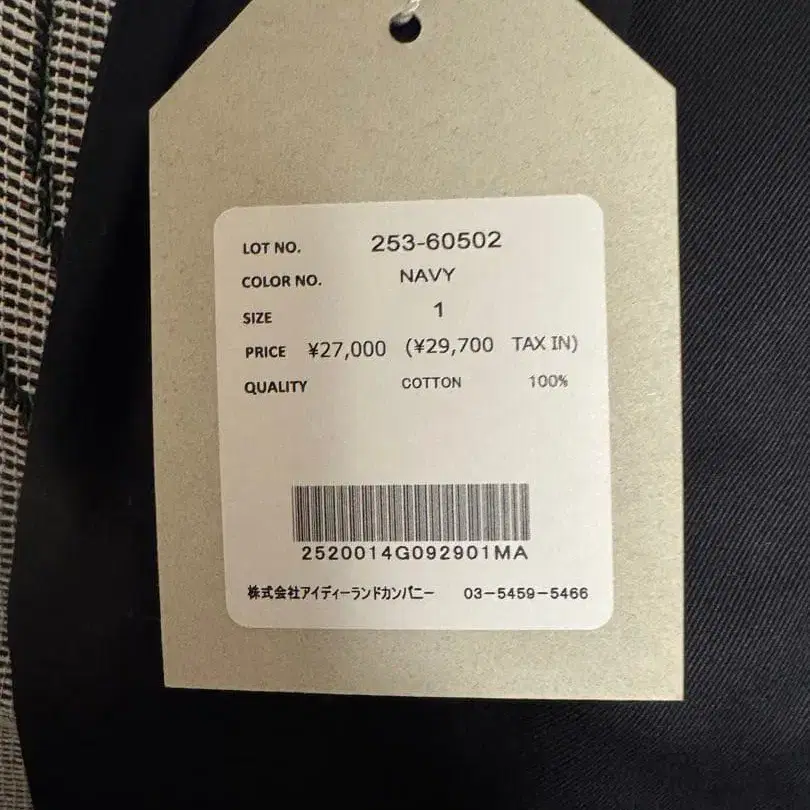 LOT NO. 253-60502
COLOR NO. NAVY
SIZE 1
PRICE ¥27,000 (¥29,700 TAX IN)
QUALITY COTTON 100%
2520014G092901MA
株式会社アイディーランドカンパニー 03-5459-5466